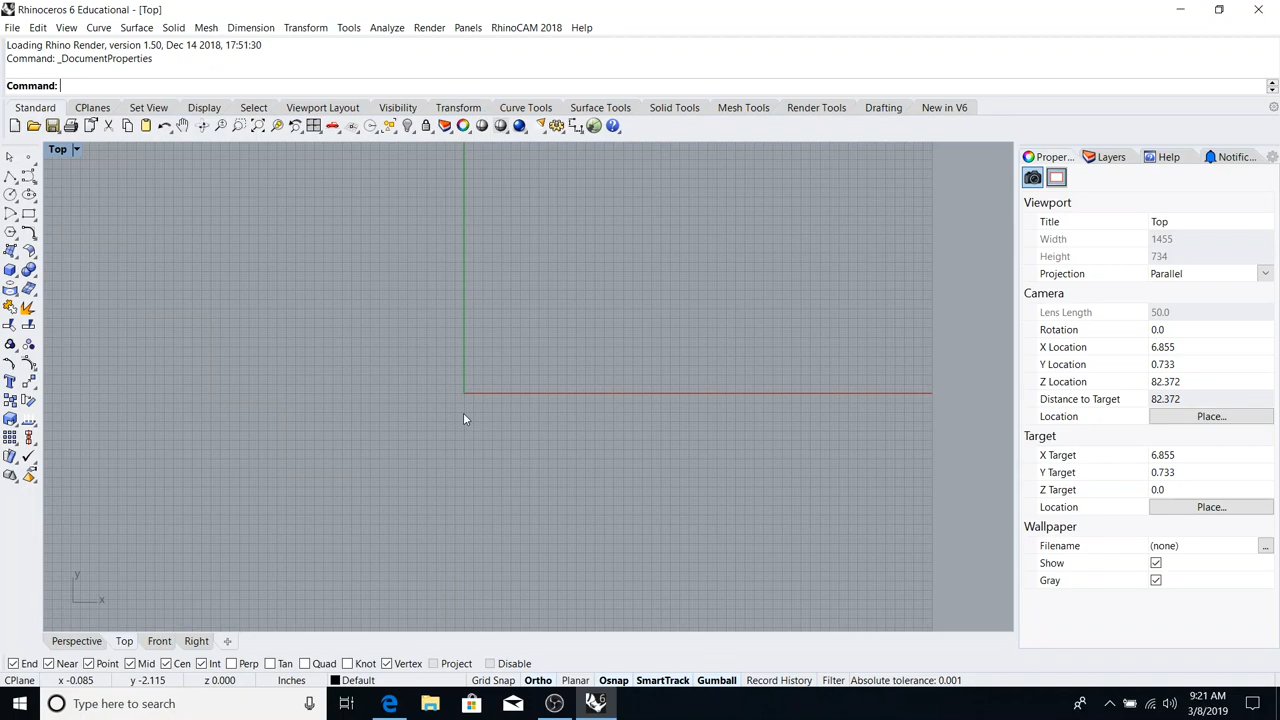 Rhinoceros 6 Educational - [Top]
File Edit View Curve Surface Solid Mesh Dimension Transform Tools Analyze Render Panels RhinoCAM 2018 Help
Loading Rhino Render, version 1.50, Dec 14 2018, 17:51:30
Command: _DocumentProperties
Command:
Standard CPlanes Set View Display Select Viewport Layout Visibility Transform Curve Tools Surface Tools Solid Tools Mesh Tools Render Tools Drafting New in V6
Top
Proper... Layers Help Notific...
Viewport
Title Top
Width 1455
Height 734
Projection Parallel
Camera
Lens Length 50.0
Rotation 0.0
X Location 6.855
Y Location 0.733
Z Location 82.372
Distance to Target 82.372
Location Place...
Target
X Target 6.855
Y Target 0.733
Z Target 0.0
Location Place...
Wallpaper
Filename (none) ...
Show
Gray
y
x
Perspective Top Front Right
End Near Point Mid Cen Int Perp Tan Quad Knot Vertex Project Disable
CPlane x -0.085 y -2.115 z 0.000 Inches Default Grid Snap Ortho Planar Osnap SmartTrack Gumball Record History Filter Absolute tolerance: 0.001
Type here to search
9:21 AM
3/8/2019